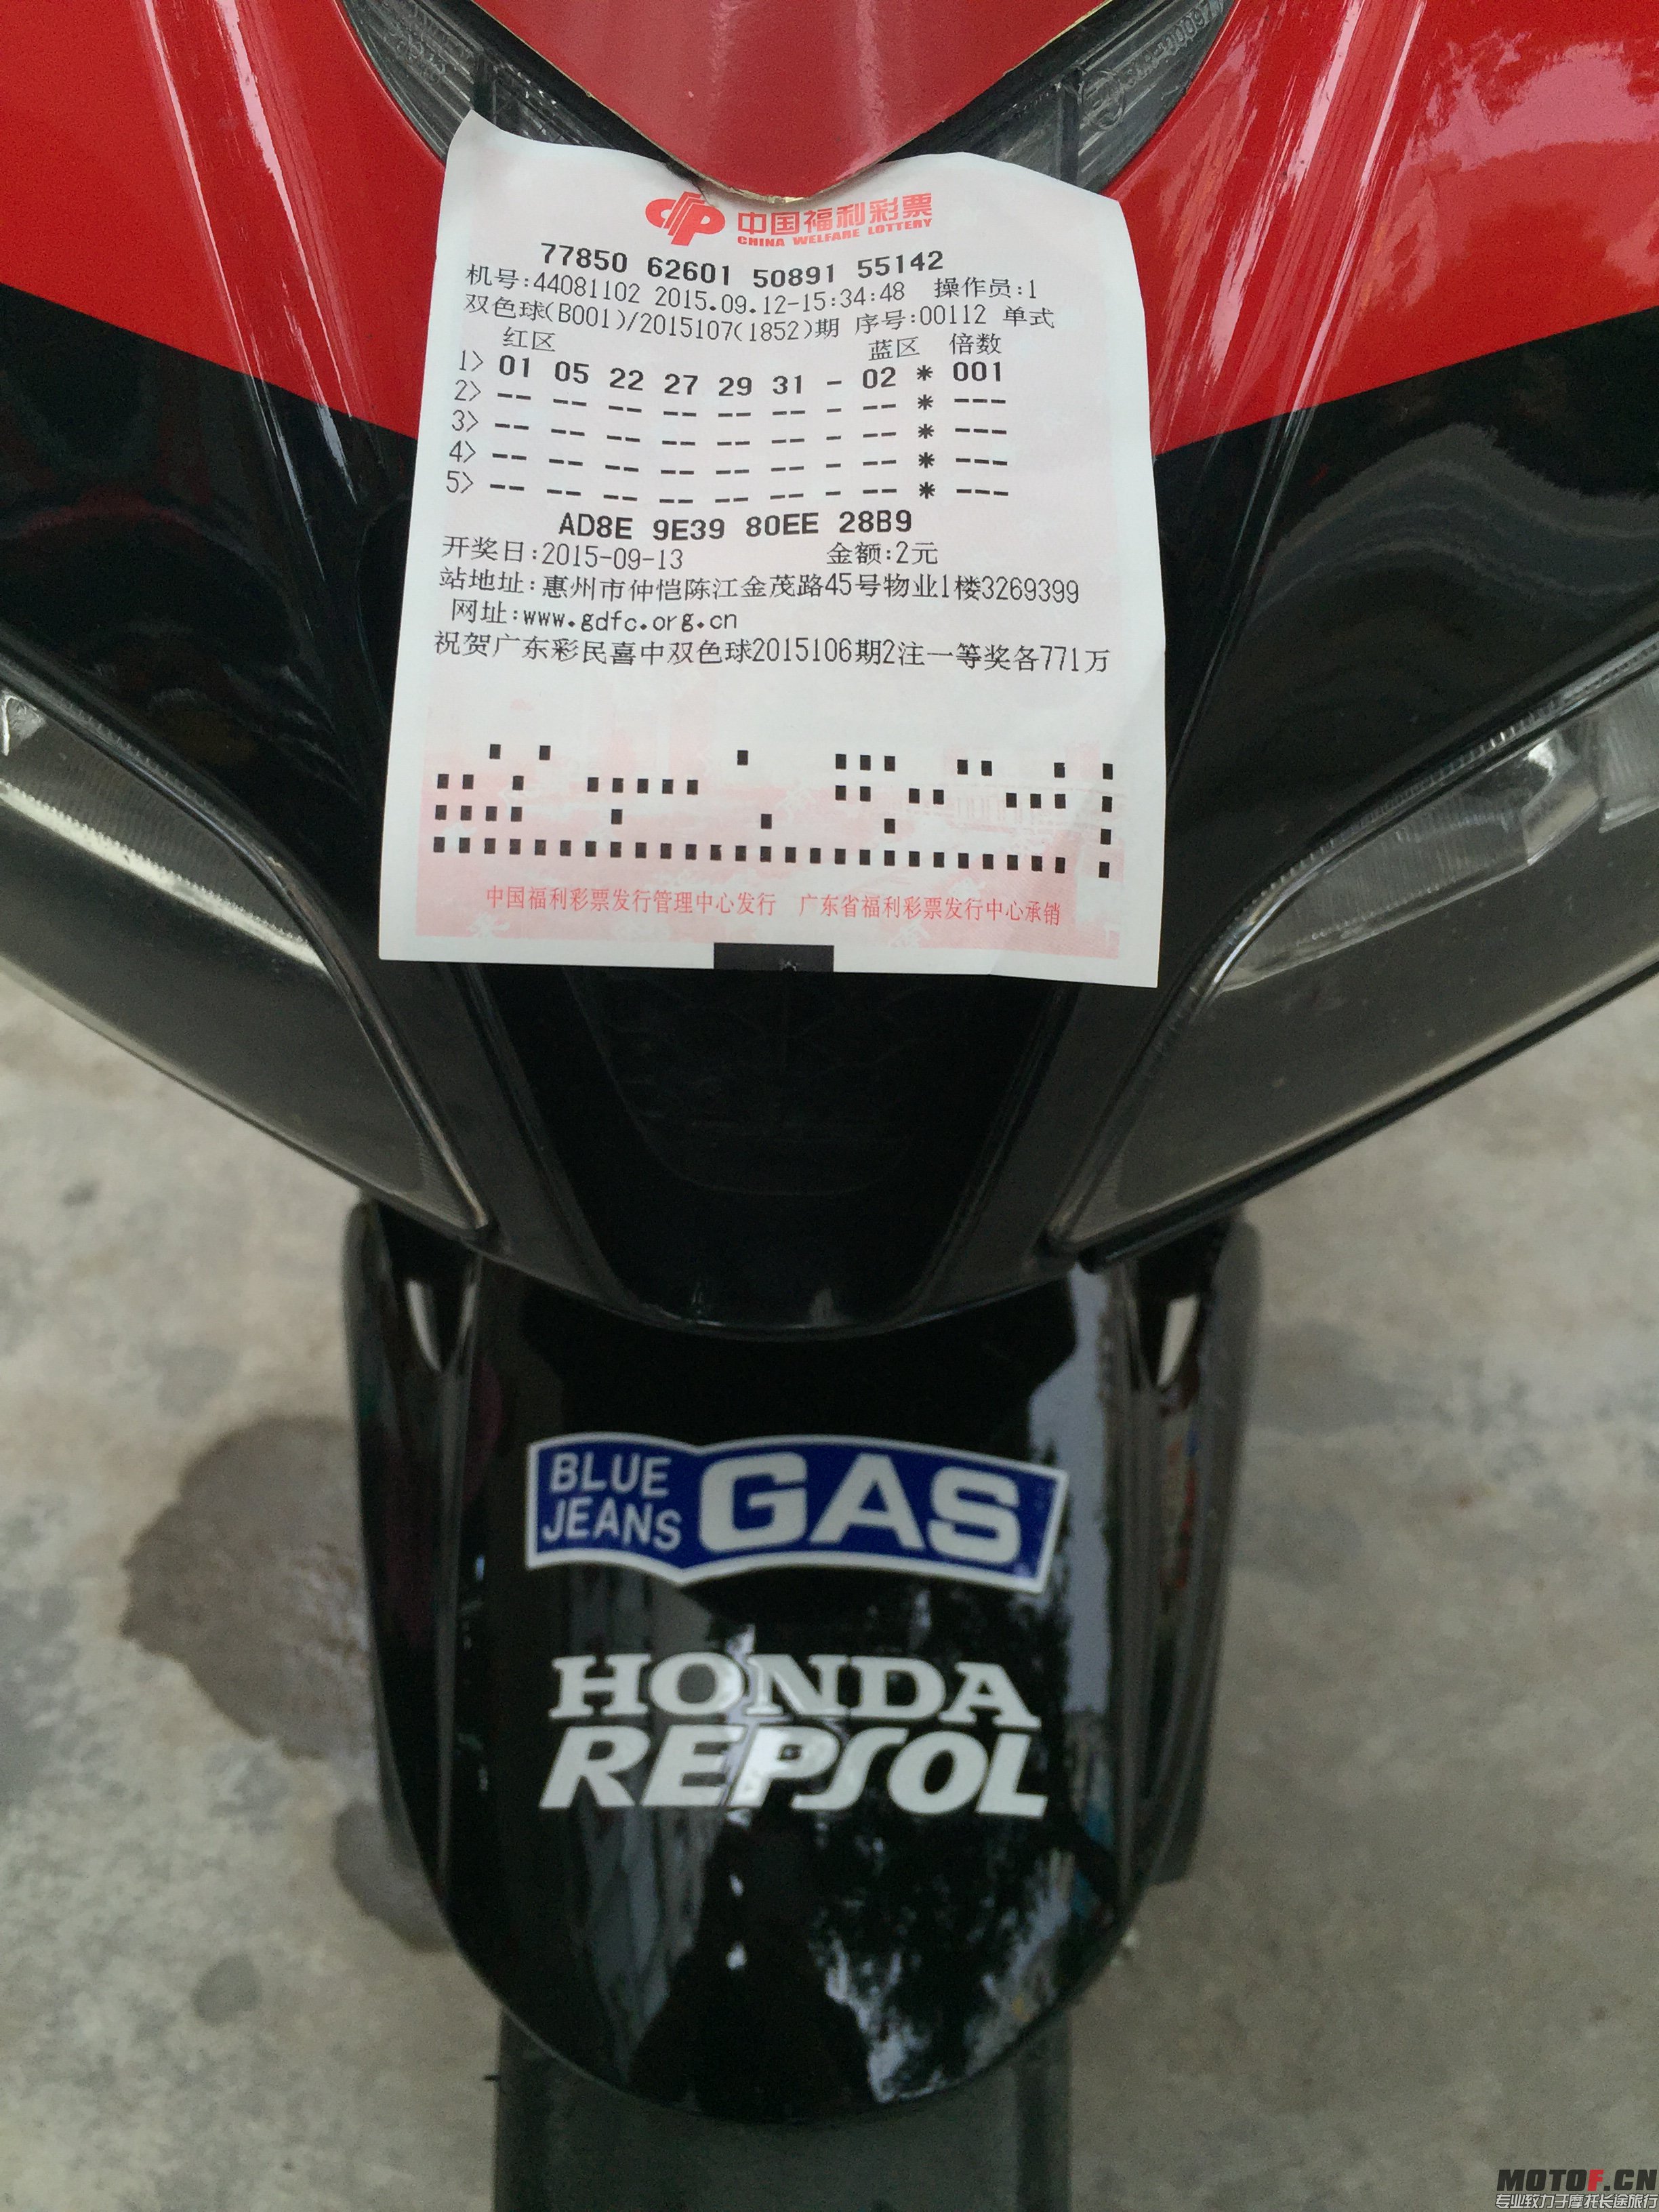 中国福利彩票
CHINA WELFARE LOTTERY
77850 62601 50891 55142
机号:44081102 2015.09.12-15:34:48 操作员:1
双色球(B001)/2015107(1852)期 序号:00112 单式
红区 蓝区 倍数
1> 01 05 22 27 29 31 - 02 * 001
2> -- -- -- -- -- -- - -- * ---
3> -- -- -- -- -- -- - -- * ---
4> -- -- -- -- -- -- - -- * ---
5> -- -- -- -- -- -- - -- * ---
AD8E 9E39 80EE 28B9
开奖日:2015-09-13 金额:2元
站地址:惠州市仲恺陈江金茂路45号物业1楼3269399
网址:www.gdfc.org.cn
祝贺广东彩民喜中双色球2015106期2注一等奖各771万
中国福利彩票发行管理中心发行 广东省福利彩票发行中心承销
BLUE JEANS GAS
HONDA
REPSOL
MOTOF.CN
专业致力于摩托长途旅行